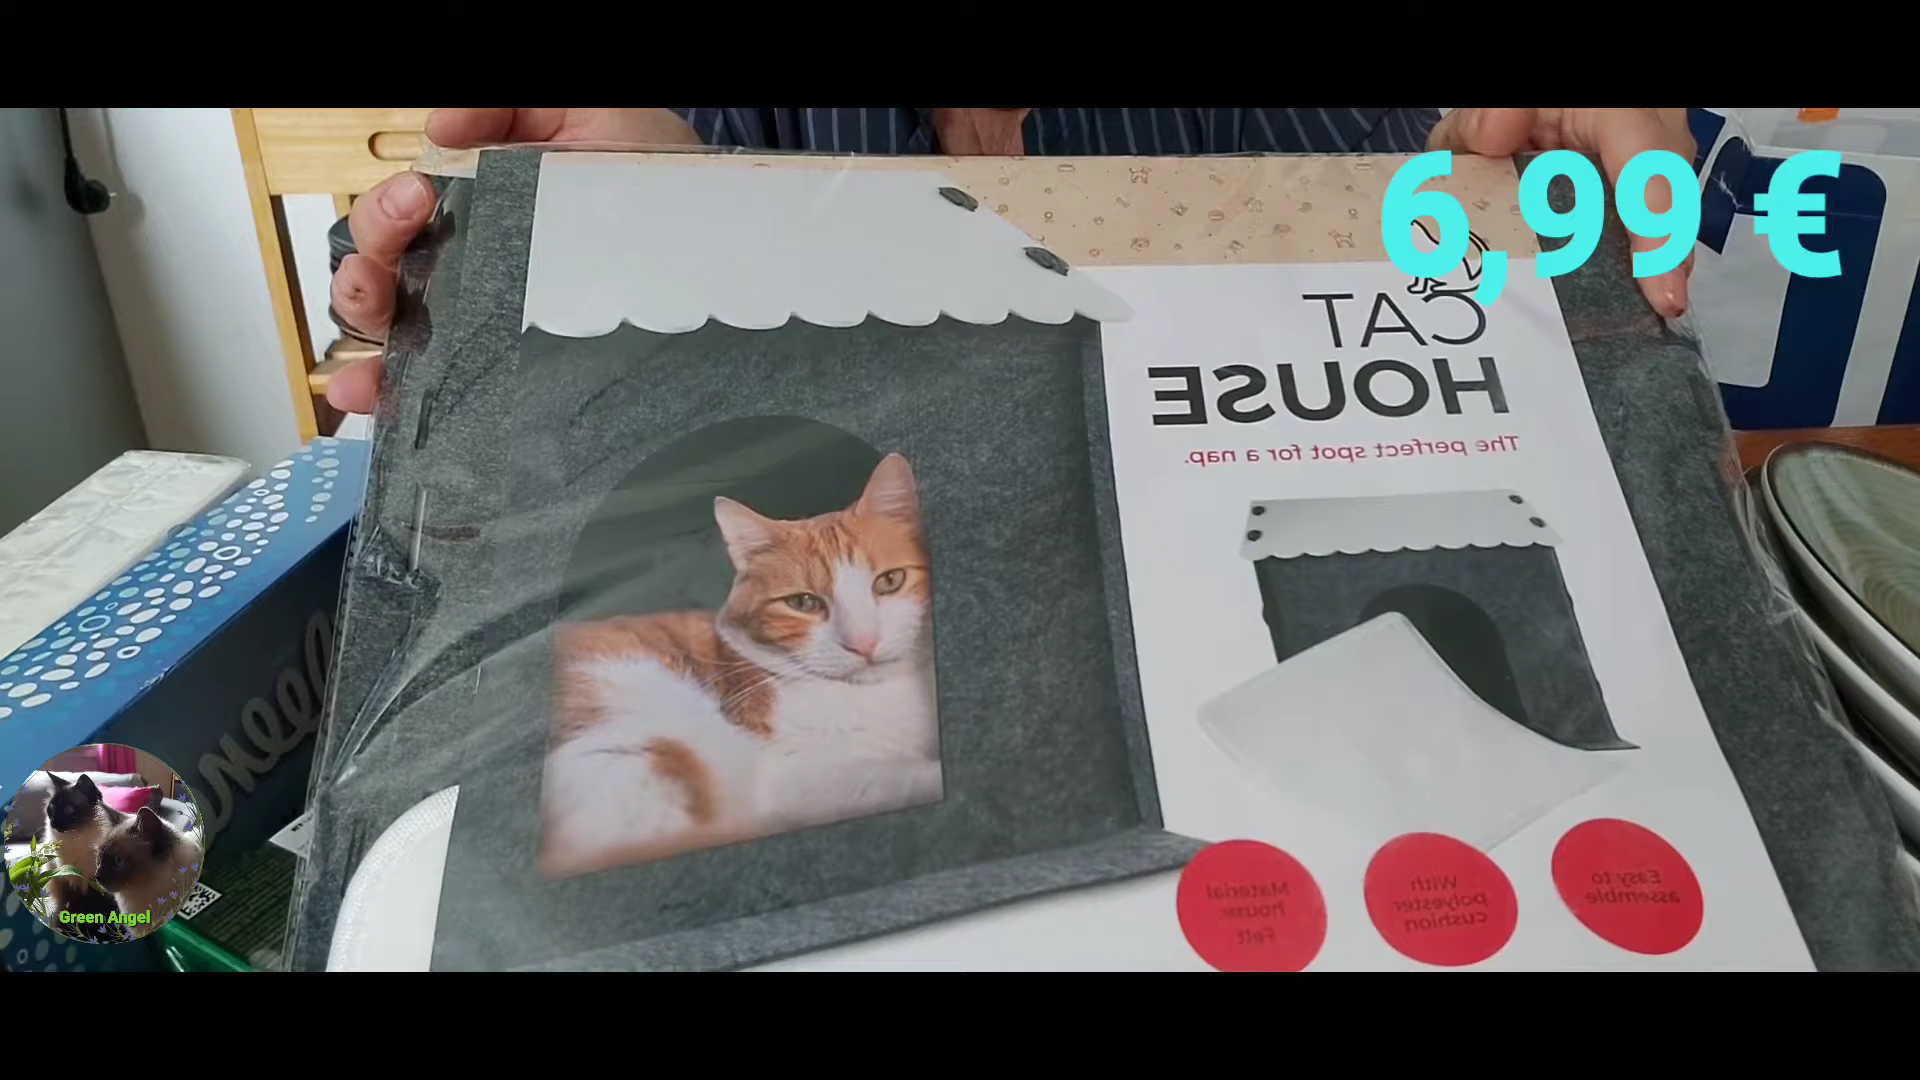 6,99 €
CAT
HOUSE
The perfect spot for a nap.
Material
house
Felt
With
polyester
cushion
Easy to
assemble
Green Angel